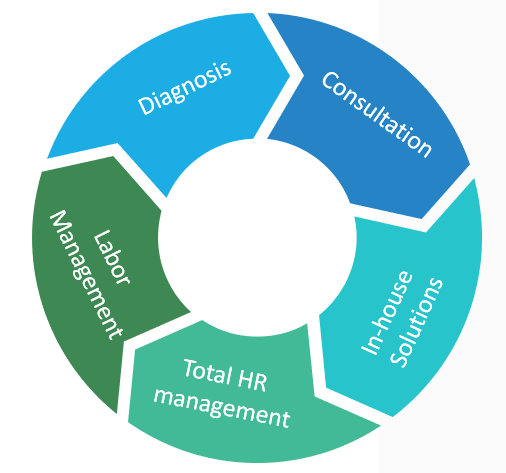 Diagnosis
Consultation
In-house
Solutions
Total HR
management
Labor
Management